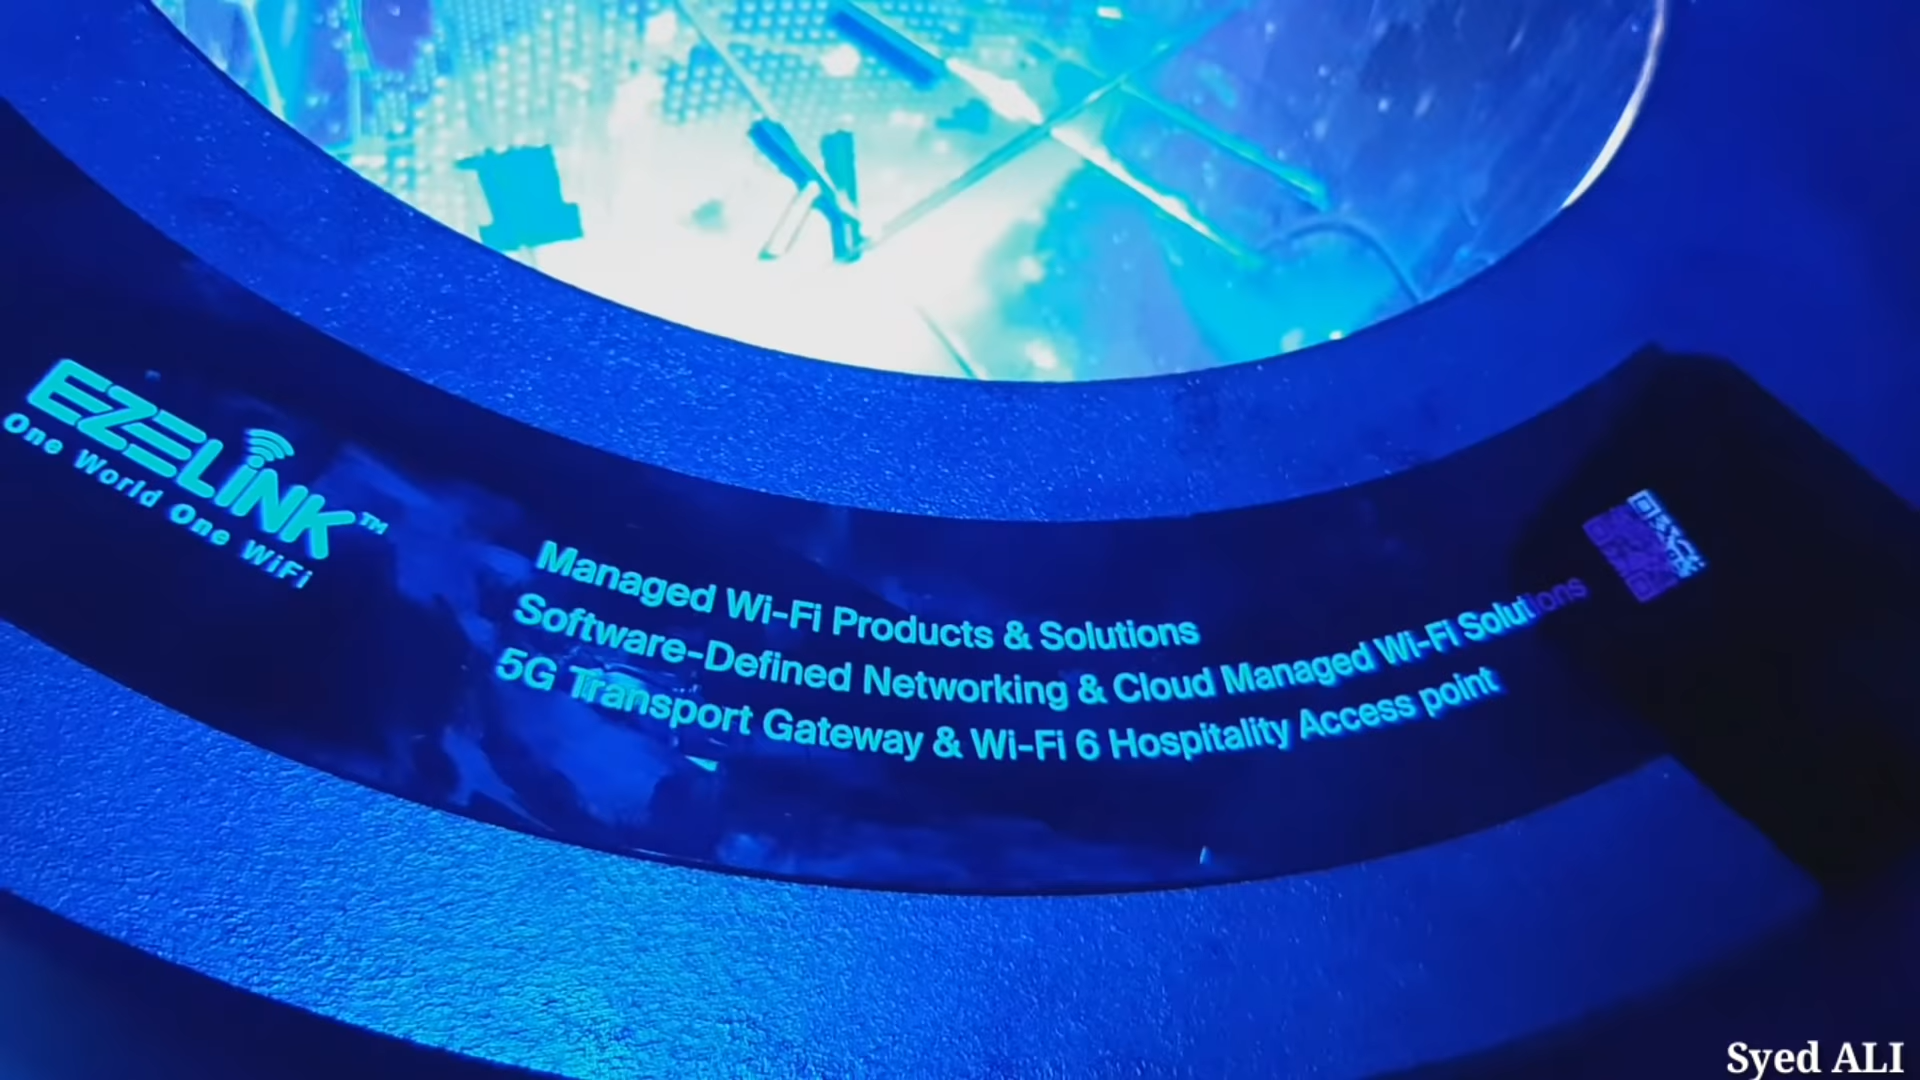 EZELINK™
One World One WiFi
Managed Wi-Fi Products & Solutions
Software-Defined Networking & Cloud Managed Wi-Fi Solutions
5G Transport Gateway & Wi-Fi 6 Hospitality Access point
Syed ALI